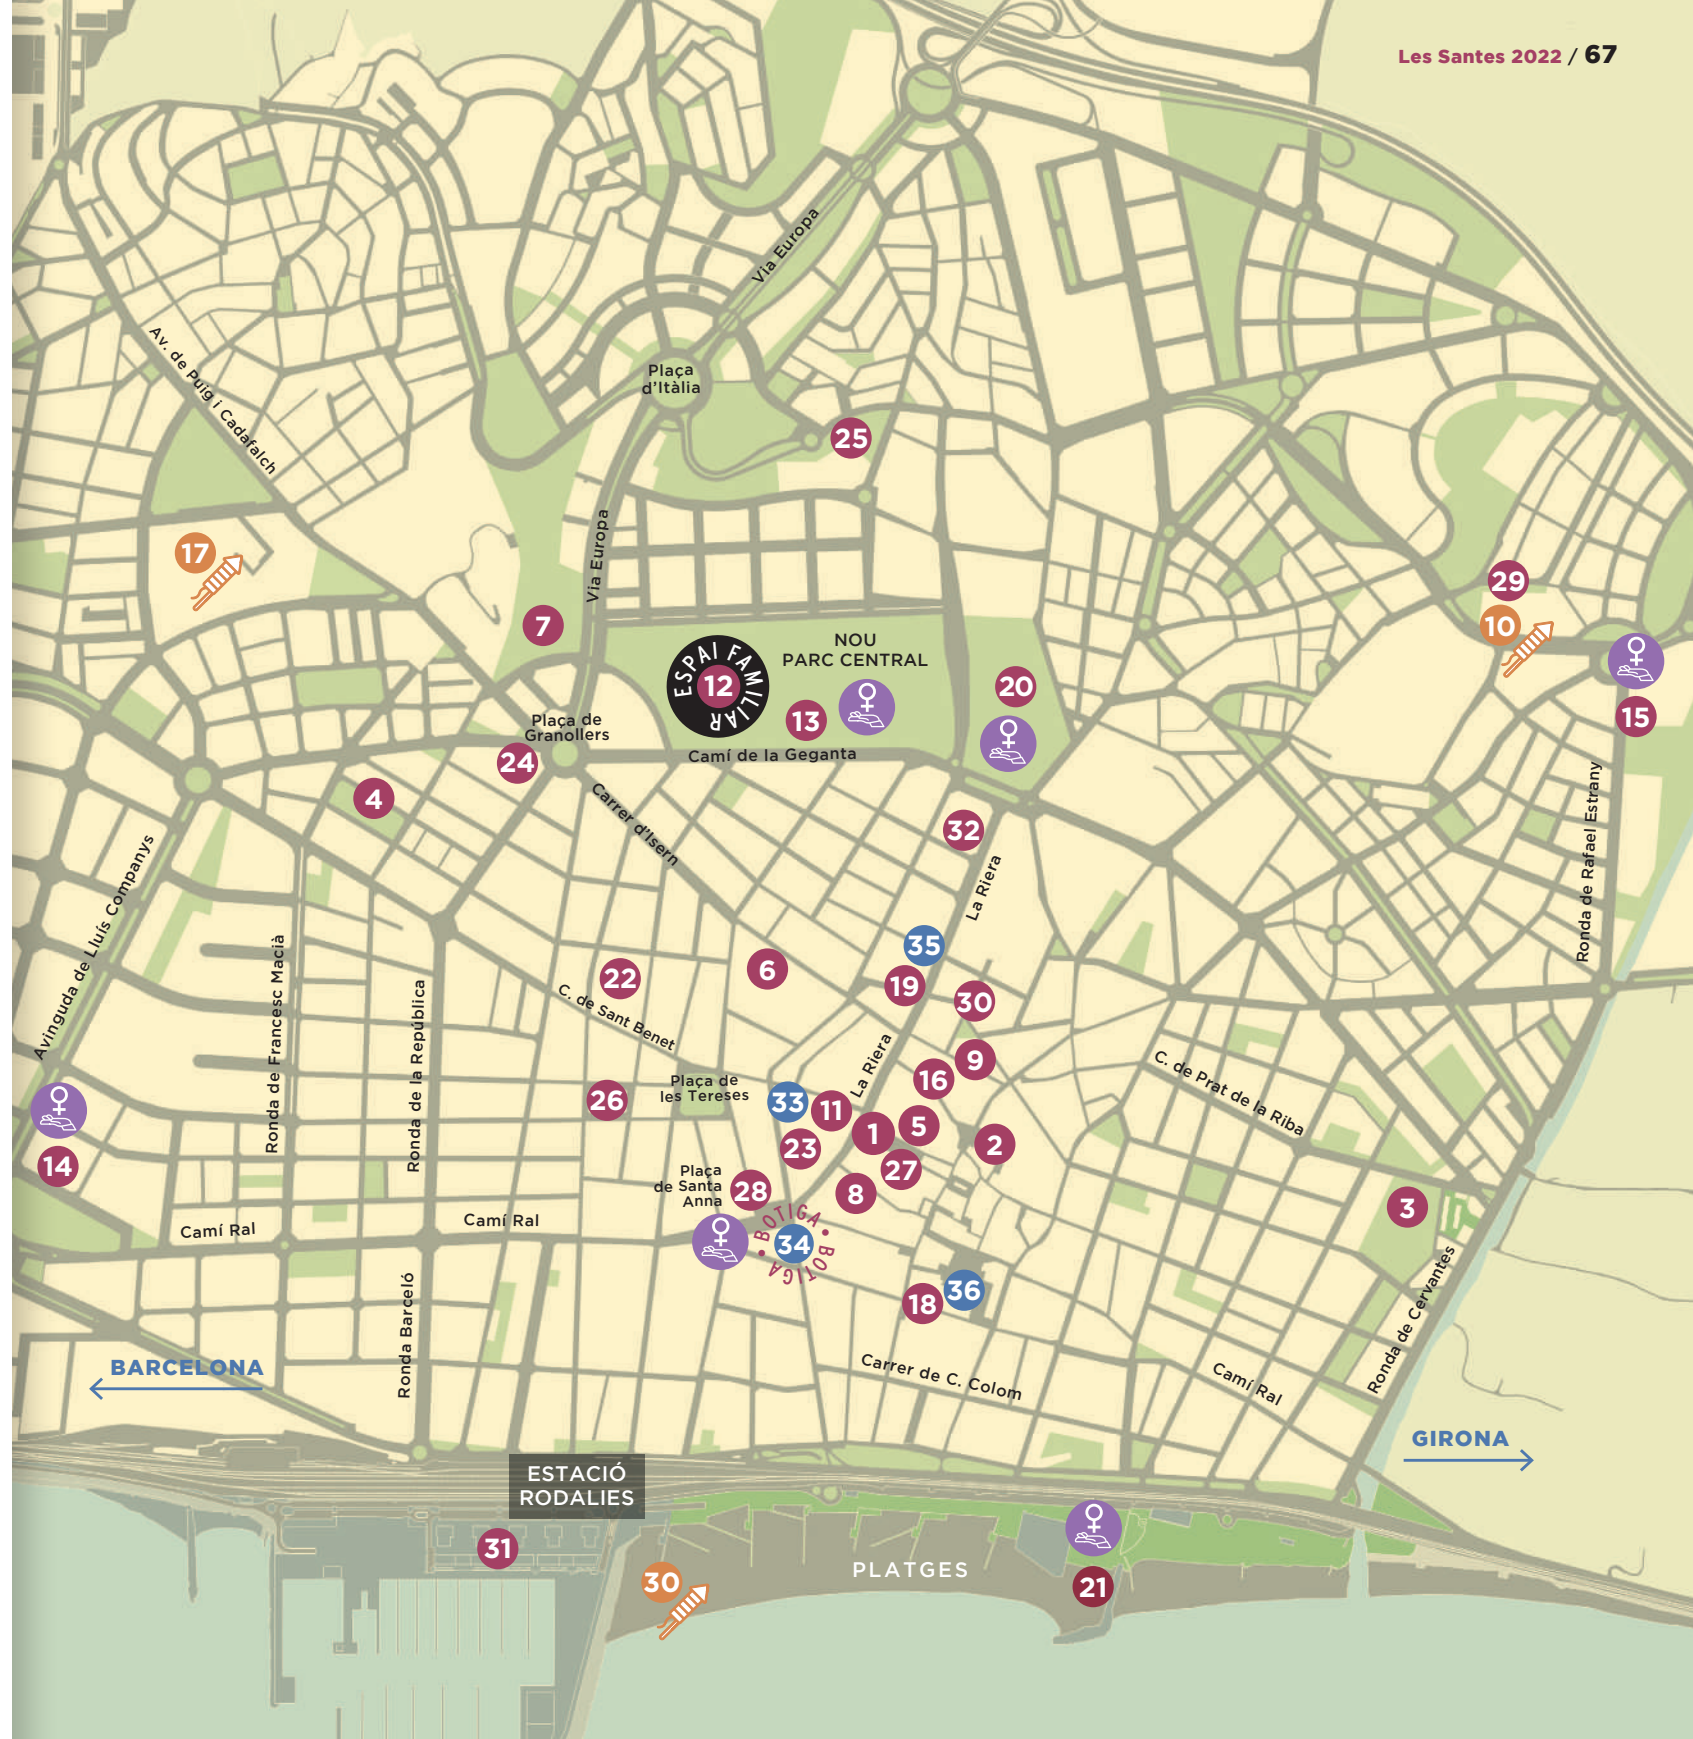 Les Santes 2022 / 67
Via Europa
Av. de Puig i Cadafalch
Plaça
d'Itàlia
25
17
Via Europa
29
10
7
NOU
PARC CENTRAL
ESPAI FAMILIAR
12
13
20
15
Plaça de
Granollers
24
Camí de la Geganta
4
Carrer d'Isern
32
Ronda de Rafael Estrany
La Riera
Avinguda de Lluís Companys
Ronda de Francesc Macià
Ronda de la República
35
22
6
19
30
C. de Sant Benet
La Riera
9
16
C. de Prat de la Riba
Plaça de
les Tereses
26
33
11
5
1
2
23
27
14
Plaça
de Santa
Anna
28
8
3
Camí Ral
Camí Ral
BOTIGA • BOTIGA •
34
36
18
Ronda Barceló
Ronda de Cervantes
BARCELONA
Carrer de C. Colom
Camí Ral
GIRONA
ESTACIÓ
RODALIES
31
30
PLATGES
21